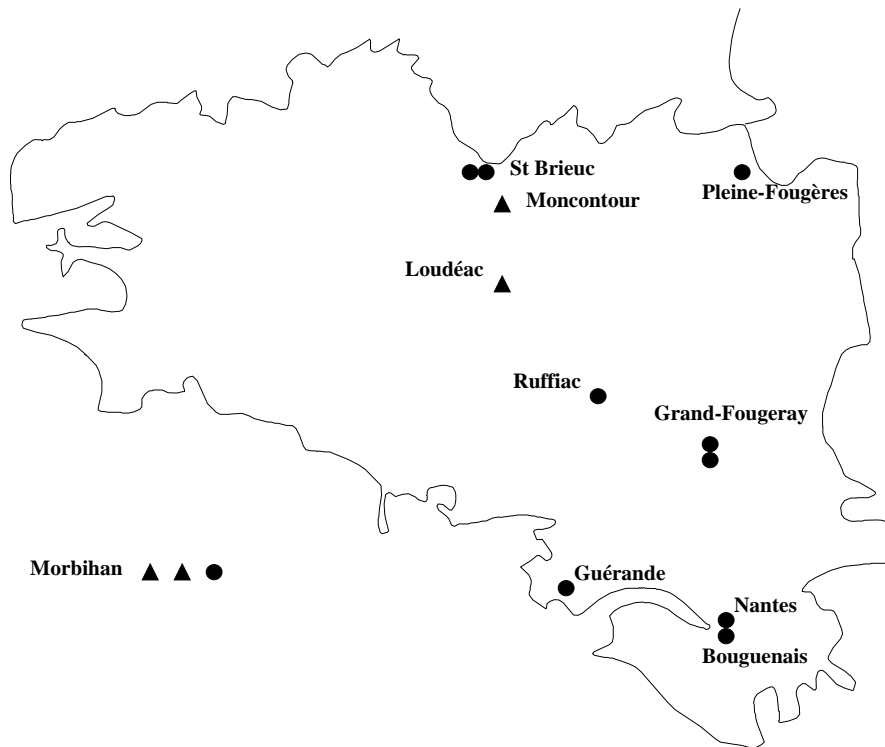 St Brieuc
Pleine-Fougères
Moncontour
Loudéac
Ruffiac
Grand-Fougeray
Morbihan
Guérande
Nantes
Bouguenais